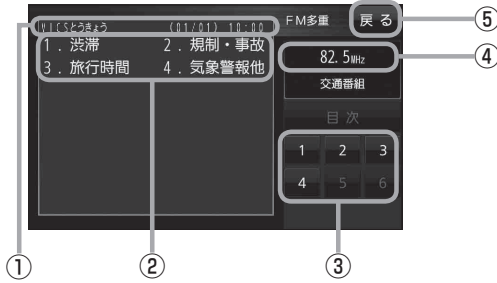 VICSとうきょう (01/01) 10:00 FM多重 戻る ⑤
1．渋滞 2．規制・事故
3．旅行時間 4．気象警報他
82.5MHz ④
交通番組
目次
1 2 3
4 5 6
① ② ③